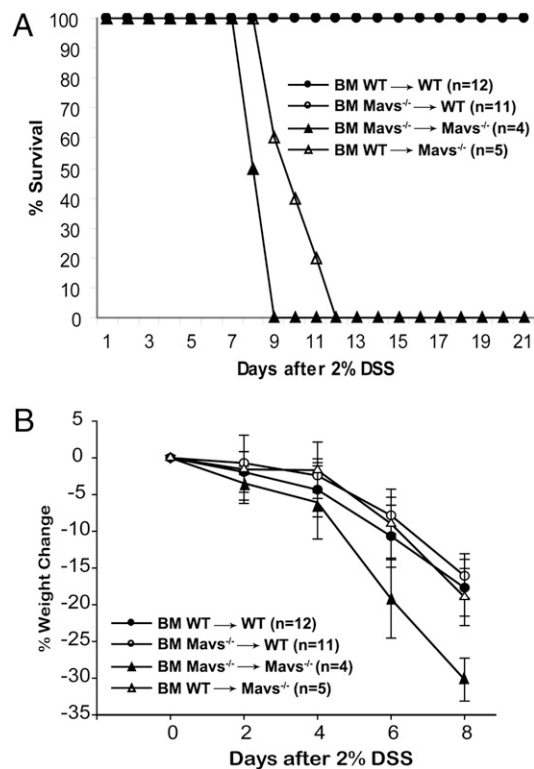 A
100
90
80
70
60
50
40
30
20
10
0
% Survival
BM WT → WT (n=12)
BM Mavs-/- → WT (n=11)
BM Mavs-/- → Mavs-/- (n=4)
BM WT → Mavs-/- (n=5)
1 3 5 7 9 11 13 15 17 19 21
Days after 2% DSS
B
5
0
-5
-10
-15
-20
-25
-30
-35
% Weight Change
BM WT → WT (n=12)
BM Mavs-/- → WT (n=11)
BM Mavs-/- → Mavs-/- (n=4)
BM WT → Mavs-/- (n=5)
0 2 4 6 8
Days after 2% DSS